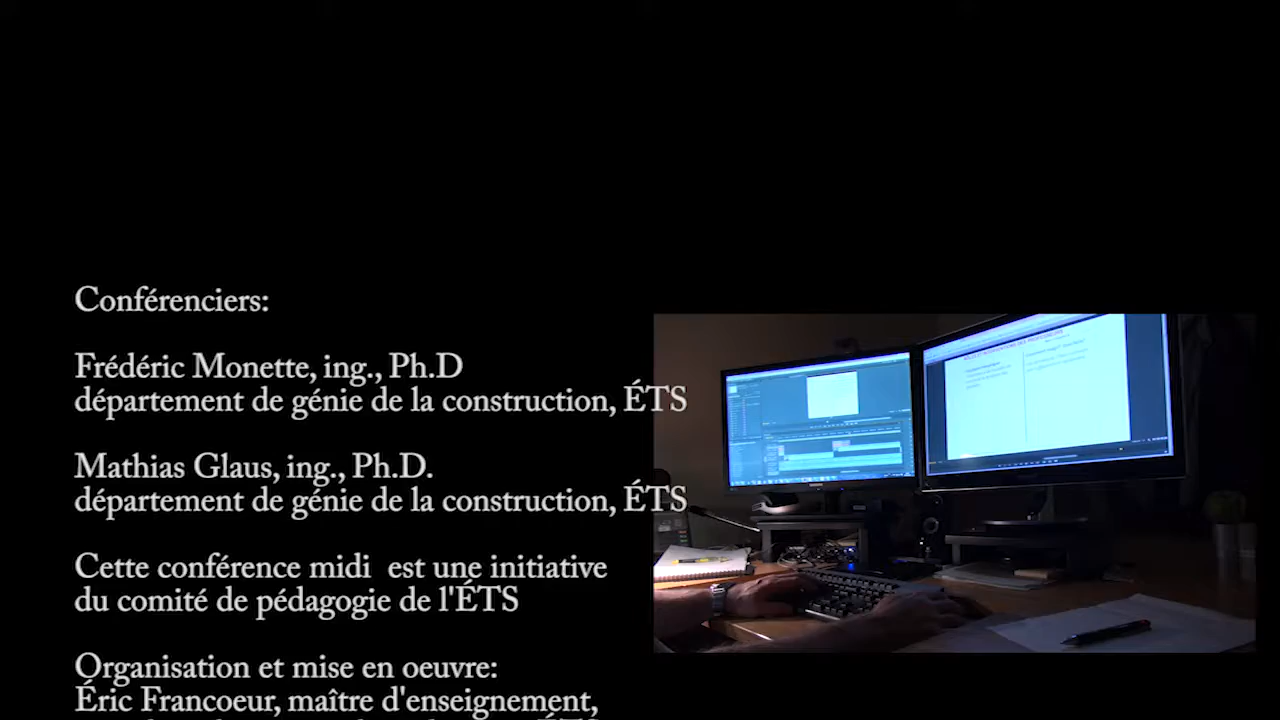 Conférenciers:
Frédéric Monette, ing., Ph.D
département de génie de la construction, ÉTS
Mathias Glaus, ing., Ph.D.
département de génie de la construction, ÉTS
Cette conférence midi est une initiative
du comité de pédagogie de l'ÉTS
Organisation et mise en oeuvre:
Éric Francoeur, maître d'enseignement,